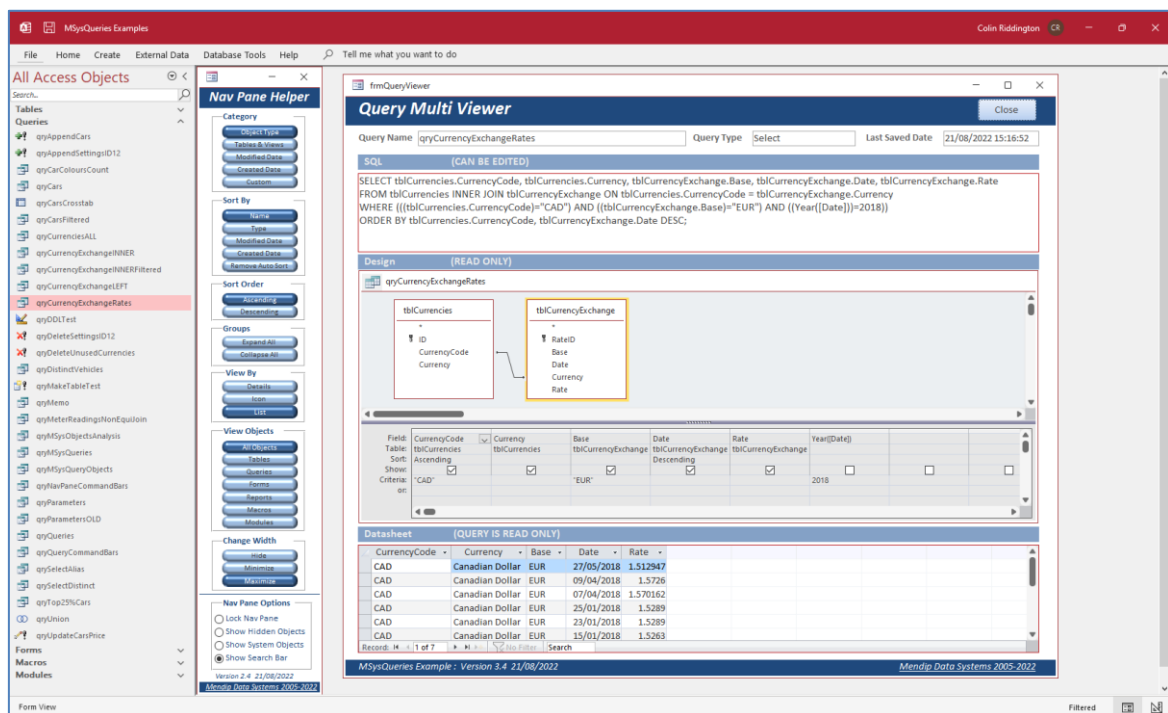 MSysQueries Examples
Colin Riddington CR
File Home Create External Data Database Tools Help Tell me what you want to do
All Access Objects
Search...
Tables
Queries
qryAppendCars
qryAppendSettingsID12
qryCarColoursCount
qryCars
qryCarsCrosstab
qryCarsFiltered
qryCurrenciesALL
qryCurrencyExchangeINNER
qryCurrencyExchangeINNERFiltered
qryCurrencyExchangeLEFT
qryCurrencyExchangeRates
qryDDLTest
qryDeleteSettingsID12
qryDeleteUnusedCurrencies
qryDistinctVehicles
qryMakeTableTest
qryMemo
qryMeterReadingsNonEquiJoin
qryMSysObjectsAnalysis
qryMSysQueries
qryMSysQueryObjects
qryNavPaneCommandBars
qryParameters
qryParametersOLD
qryQueries
qryQueryCommandBars
qrySelectAlias
qrySelectDistinct
qryTop25%Cars
qryUnion
qryUpdateCarsPrice
Forms
Macros
Modules
Nav Pane Helper
Category
Object Type
Tables & Views
Modified Date
Created Date
Custom
Sort By
Name
Type
Modified Date
Created Date
Remove Auto Sort
Sort Order
Ascending
Descending
Groups
Expand All
Collapse All
View By
Details
Icon
List
View Objects
All Objects
Tables
Queries
Forms
Reports
Macros
Modules
Change Width
Hide
Minimize
Maximize
Nav Pane Options
Lock Nav Pane
Show Hidden Objects
Show System Objects
Show Search Bar
Version 2.4 21/08/2022
Mendip Data Systems 2005-2022
frmQueryViewer
Query Multi Viewer
Close
Query Name qryCurrencyExchangeRates Query Type Select Last Saved Date 21/08/2022 15:16:52
SQL (CAN BE EDITED)
SELECT tblCurrencies.CurrencyCode, tblCurrencies.Currency, tblCurrencyExchange.Base, tblCurrencyExchange.Date, tblCurrencyExchange.Rate
FROM tblCurrencies INNER JOIN tblCurrencyExchange ON tblCurrencies.CurrencyCode = tblCurrencyExchange.Currency
WHERE (((tblCurrencies.CurrencyCode)="CAD") AND ((tblCurrencyExchange.Base)="EUR") AND ((Year([Date]))=2018))
ORDER BY tblCurrencies.CurrencyCode, tblCurrencyExchange.Date DESC;
Design (READ ONLY)
qryCurrencyExchangeRates
tblCurrencies
*
ID
CurrencyCode
Currency
tblCurrencyExchange
*
RateID
Base
Date
Currency
Rate
Field: CurrencyCode Currency Base Date Rate Year([Date])
Table: tblCurrencies tblCurrencies tblCurrencyExchange tblCurrencyExchange tblCurrencyExchange
Sort: Ascending Descending
Show:
Criteria: "CAD" "EUR" 2018
or:
Datasheet (QUERY IS READ ONLY)
CurrencyCode Currency Base Date Rate
CAD Canadian Dollar EUR 27/05/2018 1.512947
CAD Canadian Dollar EUR 09/04/2018 1.5726
CAD Canadian Dollar EUR 07/04/2018 1.570162
CAD Canadian Dollar EUR 25/01/2018 1.5289
CAD Canadian Dollar EUR 23/01/2018 1.5289
CAD Canadian Dollar EUR 15/01/2018 1.5263
Record: 1 of 7 No Filter Search
MSysQueries Example : Version 3.4 21/08/2022
Mendip Data Systems 2005-2022
Form View
Filtered